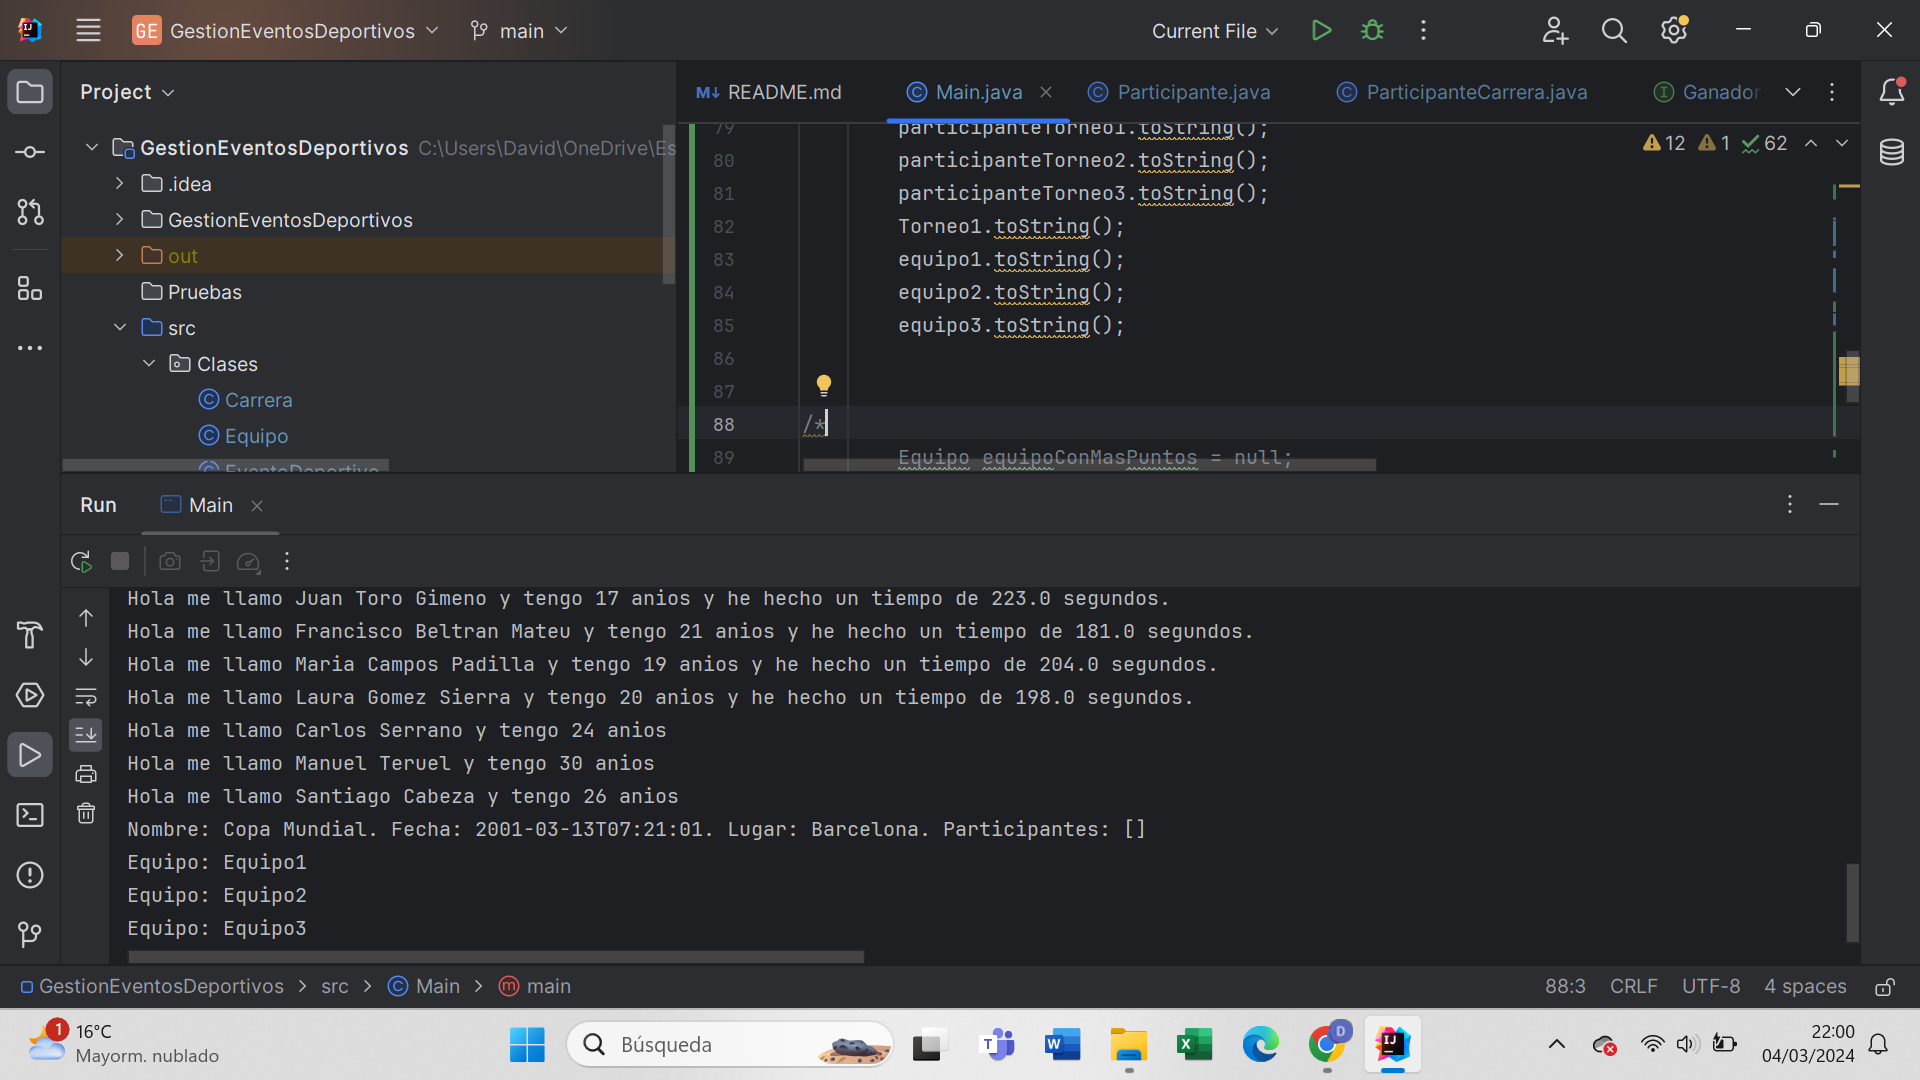 GE GestionEventosDeportivos main Current File
Project
README.md Main.java Participante.java ParticipanteCarrera.java Ganador
GestionEventosDeportivos C:\Users\David\OneDrive\Es
.idea
GestionEventosDeportivos
out
Pruebas
src
Clases
Carrera
Equipo
EventoDeportivo
12 1 62
79 participanteTorneo1.toString();
80 participanteTorneo2.toString();
81 participanteTorneo3.toString();
82 Torneo1.toString();
83 equipo1.toString();
84 equipo2.toString();
85 equipo3.toString();
86
87
88 /*
89 Equipo equipoConMasPuntos = null;
Run Main
Hola me llamo Juan Toro Gimeno y tengo 17 anios y he hecho un tiempo de 223.0 segundos.
Hola me llamo Francisco Beltran Mateu y tengo 21 anios y he hecho un tiempo de 181.0 segundos.
Hola me llamo Maria Campos Padilla y tengo 19 anios y he hecho un tiempo de 204.0 segundos.
Hola me llamo Laura Gomez Sierra y tengo 20 anios y he hecho un tiempo de 198.0 segundos.
Hola me llamo Carlos Serrano y tengo 24 anios
Hola me llamo Manuel Teruel y tengo 30 anios
Hola me llamo Santiago Cabeza y tengo 26 anios
Nombre: Copa Mundial. Fecha: 2001-03-13T07:21:01. Lugar: Barcelona. Participantes: []
Equipo: Equipo1
Equipo: Equipo2
Equipo: Equipo3
GestionEventosDeportivos > src > Main > main 88:3 CRLF UTF-8 4 spaces
1 16°C
Mayorm. nublado
Búsqueda
22:00
04/03/2024